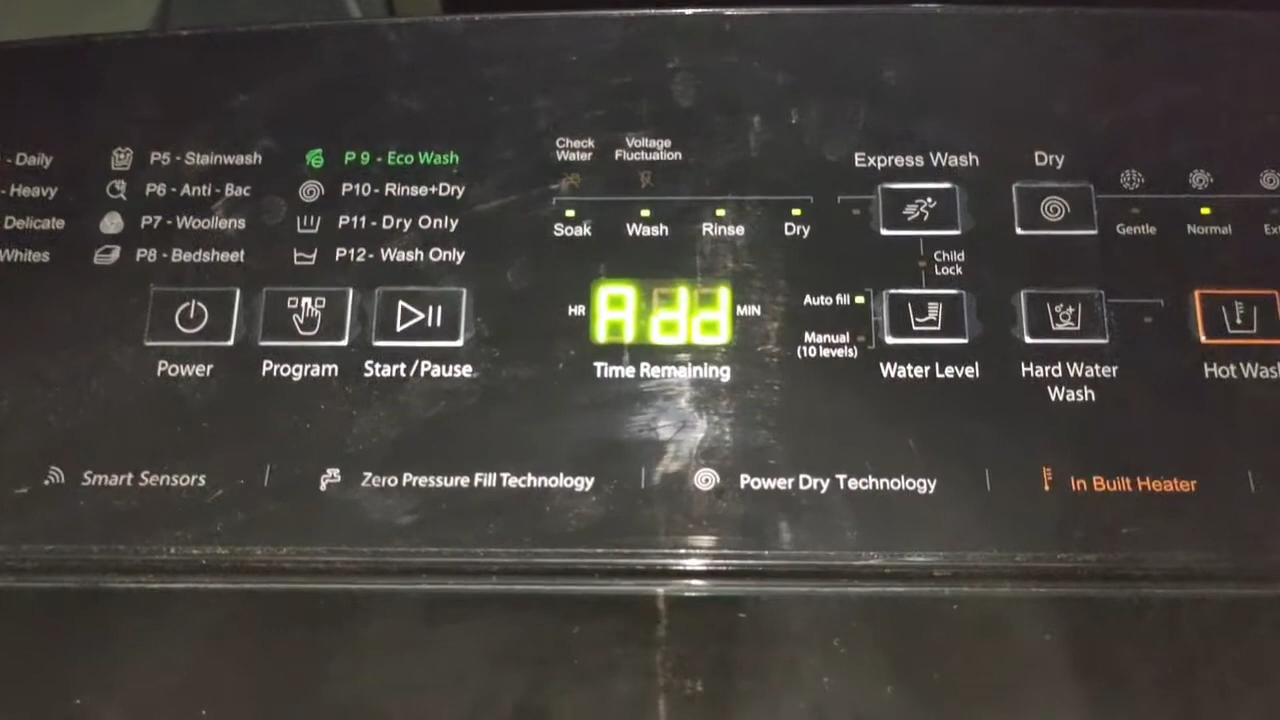 - Daily
P5 - Stainwash
P 9 - Eco Wash
- Heavy
P6 - Anti - Bac
P10 - Rinse+Dry
Delicate
P7 - Woollens
P11 - Dry Only
Whites
P8 - Bedsheet
P12 - Wash Only
Power
Program
Start / Pause
Check
Water
Voltage
Fluctuation
Soak
Wash
Rinse
Dry
HR
Add
MIN
Time Remaining
Express Wash
Dry
Gentle
Normal
Child
Lock
Auto fill
Manual
(10 levels)
Water Level
Hard Water
Wash
Hot Wash
Smart Sensors
Zero Pressure Fill Technology
Power Dry Technology
In Built Heater